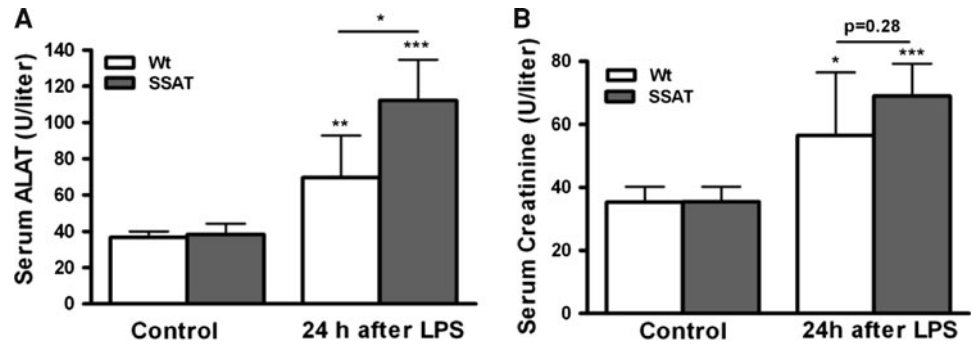 A
*
***
**
Serum ALAT (U/liter)
140
120
100
80
60
40
20
0
Wt
SSAT
Control
24 h after LPS
B
p=0.28
***
*
Serum Creatinine (U/liter)
80
60
40
20
0
Wt
SSAT
Control
24h after LPS